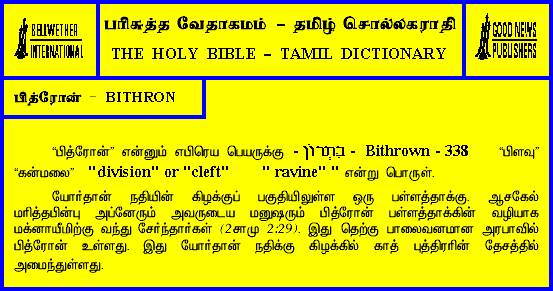 BELLWETHER
INTERNATIONAL
பரிசுத்த வேதாகமம் - தமிழ் சொல்லகராதி
THE HOLY BIBLE - TAMIL DICTIONARY
GOOD NEWS
PUBLISHERS
பித்ரோன் - BITHRON
“பித்ரோன்” என்னும் எபிரெய பெயருக்கு - בִּתְרוֹן - Bithrown - 338 “பிளவு”
“கன்மலை” "division" or "cleft" " ravine" " என்று பொருள்.
யோர்தான் நதியின் கிழக்குப் பகுதியிலுள்ள ஒரு பள்ளத்தாக்கு. ஆசகேல்
மரித்தபின்பு அப்னேரும் அவருடைய மனுஷரும் பித்ரோன் பள்ளத்தாக்கின் வழியாக
மக்னாயீமிற்கு வந்து சேர்ந்தார்கள் (2சாமு 2:29). இது தெற்கு பாலைவனமான அரபாவில்
பித்ரோன் உள்ளது. இது யோர்தான் நதிக்கு கிழக்கில் காத் புத்திரரின் தேசத்தில்
அமைந்துள்ளது.